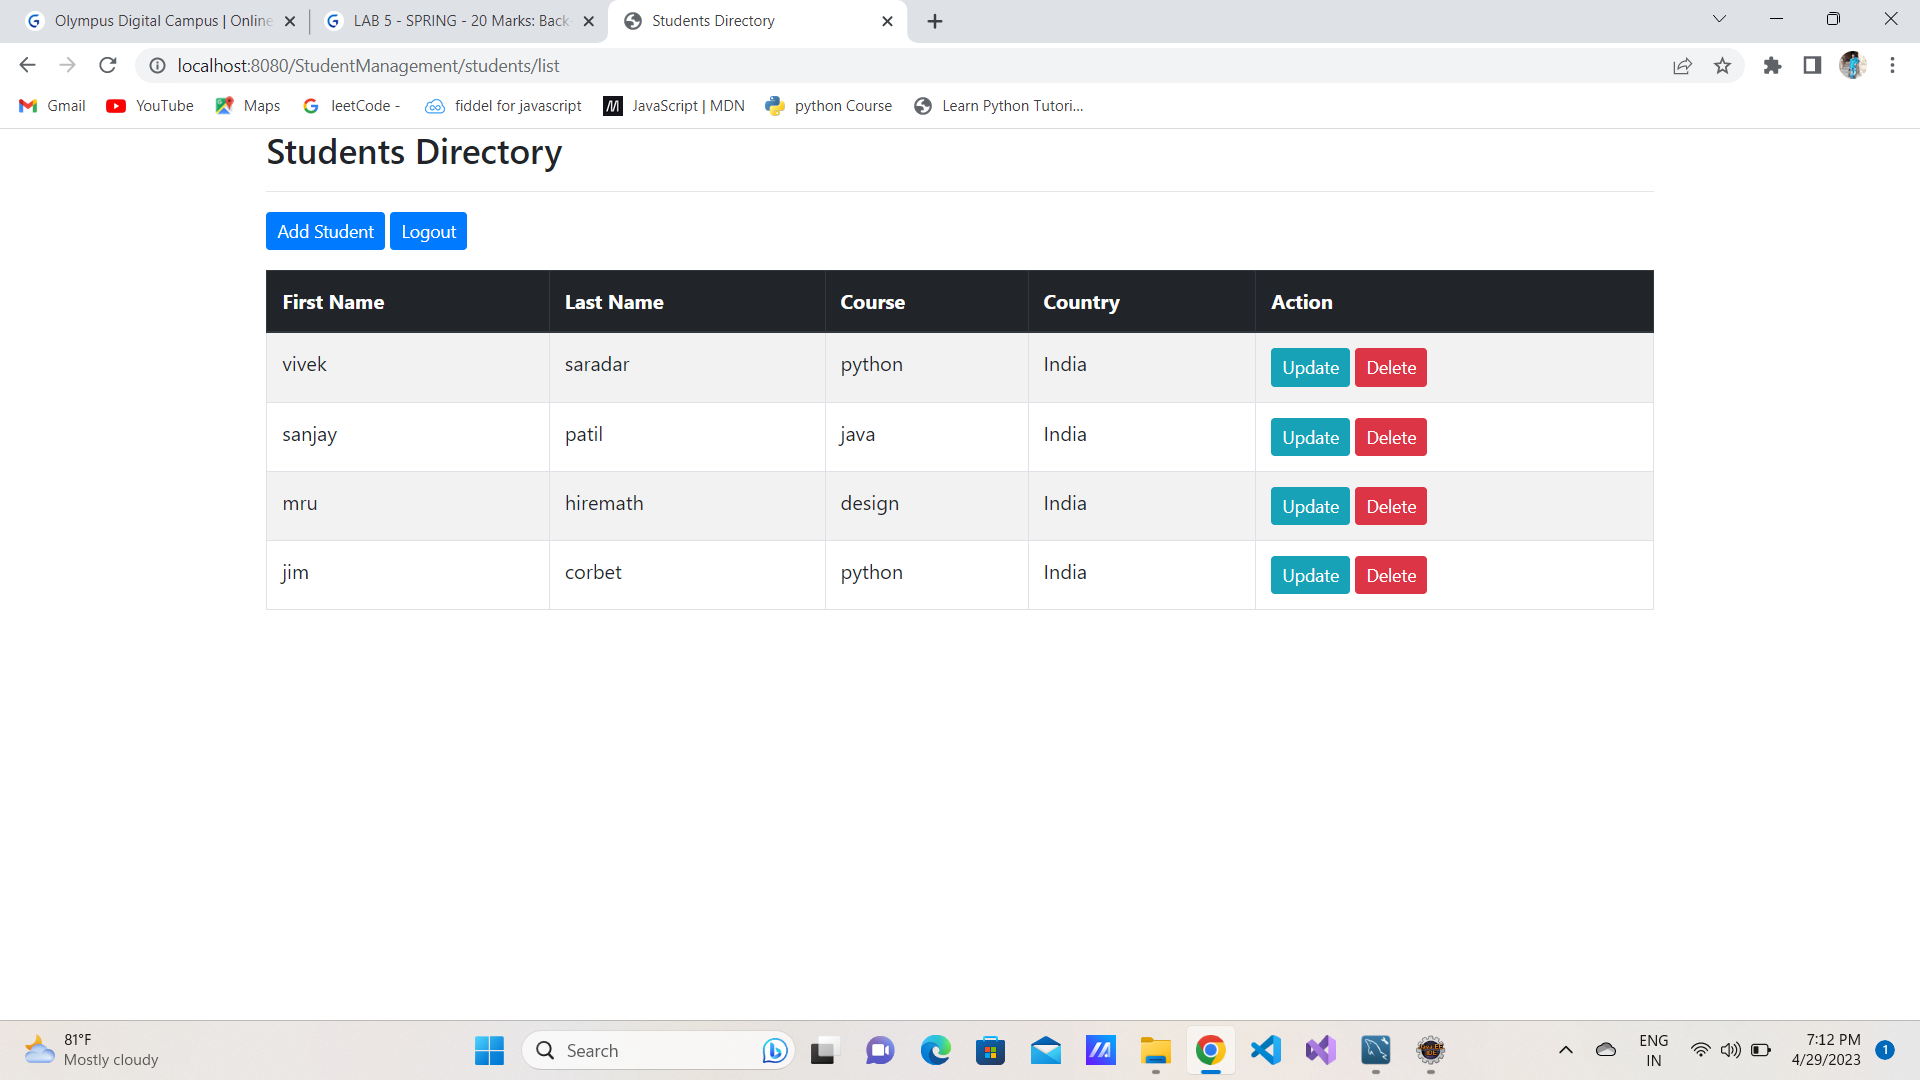 Olympus Digital Campus | Online
LAB 5 - SPRING - 20 Marks: Back
Students Directory
localhost:8080/StudentManagement/students/list
Gmail YouTube Maps leetCode - fiddel for javascript JavaScript | MDN python Course Learn Python Tutori...
Students Directory
Add Student Logout
First Name Last Name Course Country Action
vivek saradar python India Update Delete
sanjay patil java India Update Delete
mru hiremath design India Update Delete
jim corbet python India Update Delete
81°F
Mostly cloudy
Search
ENG
IN
7:12 PM
4/29/2023
1